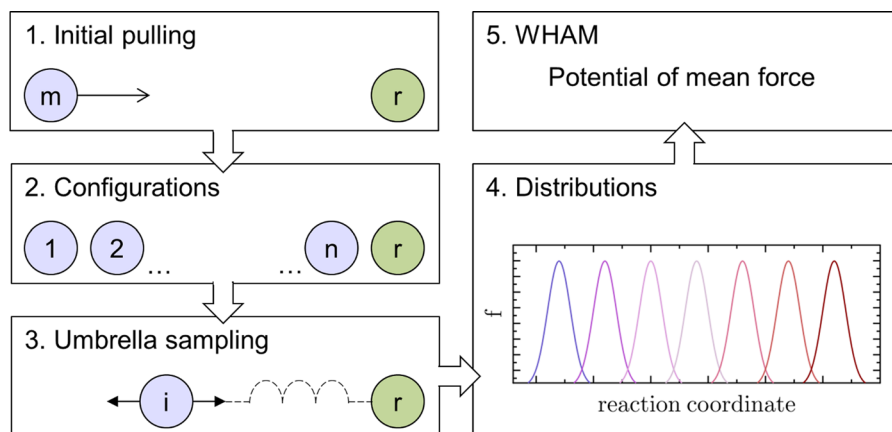 1. Initial pulling
m
r
2. Configurations
1 2 ... ... n r
3. Umbrella sampling
i
r
4. Distributions
f
reaction coordinate
5. WHAM
Potential of mean force